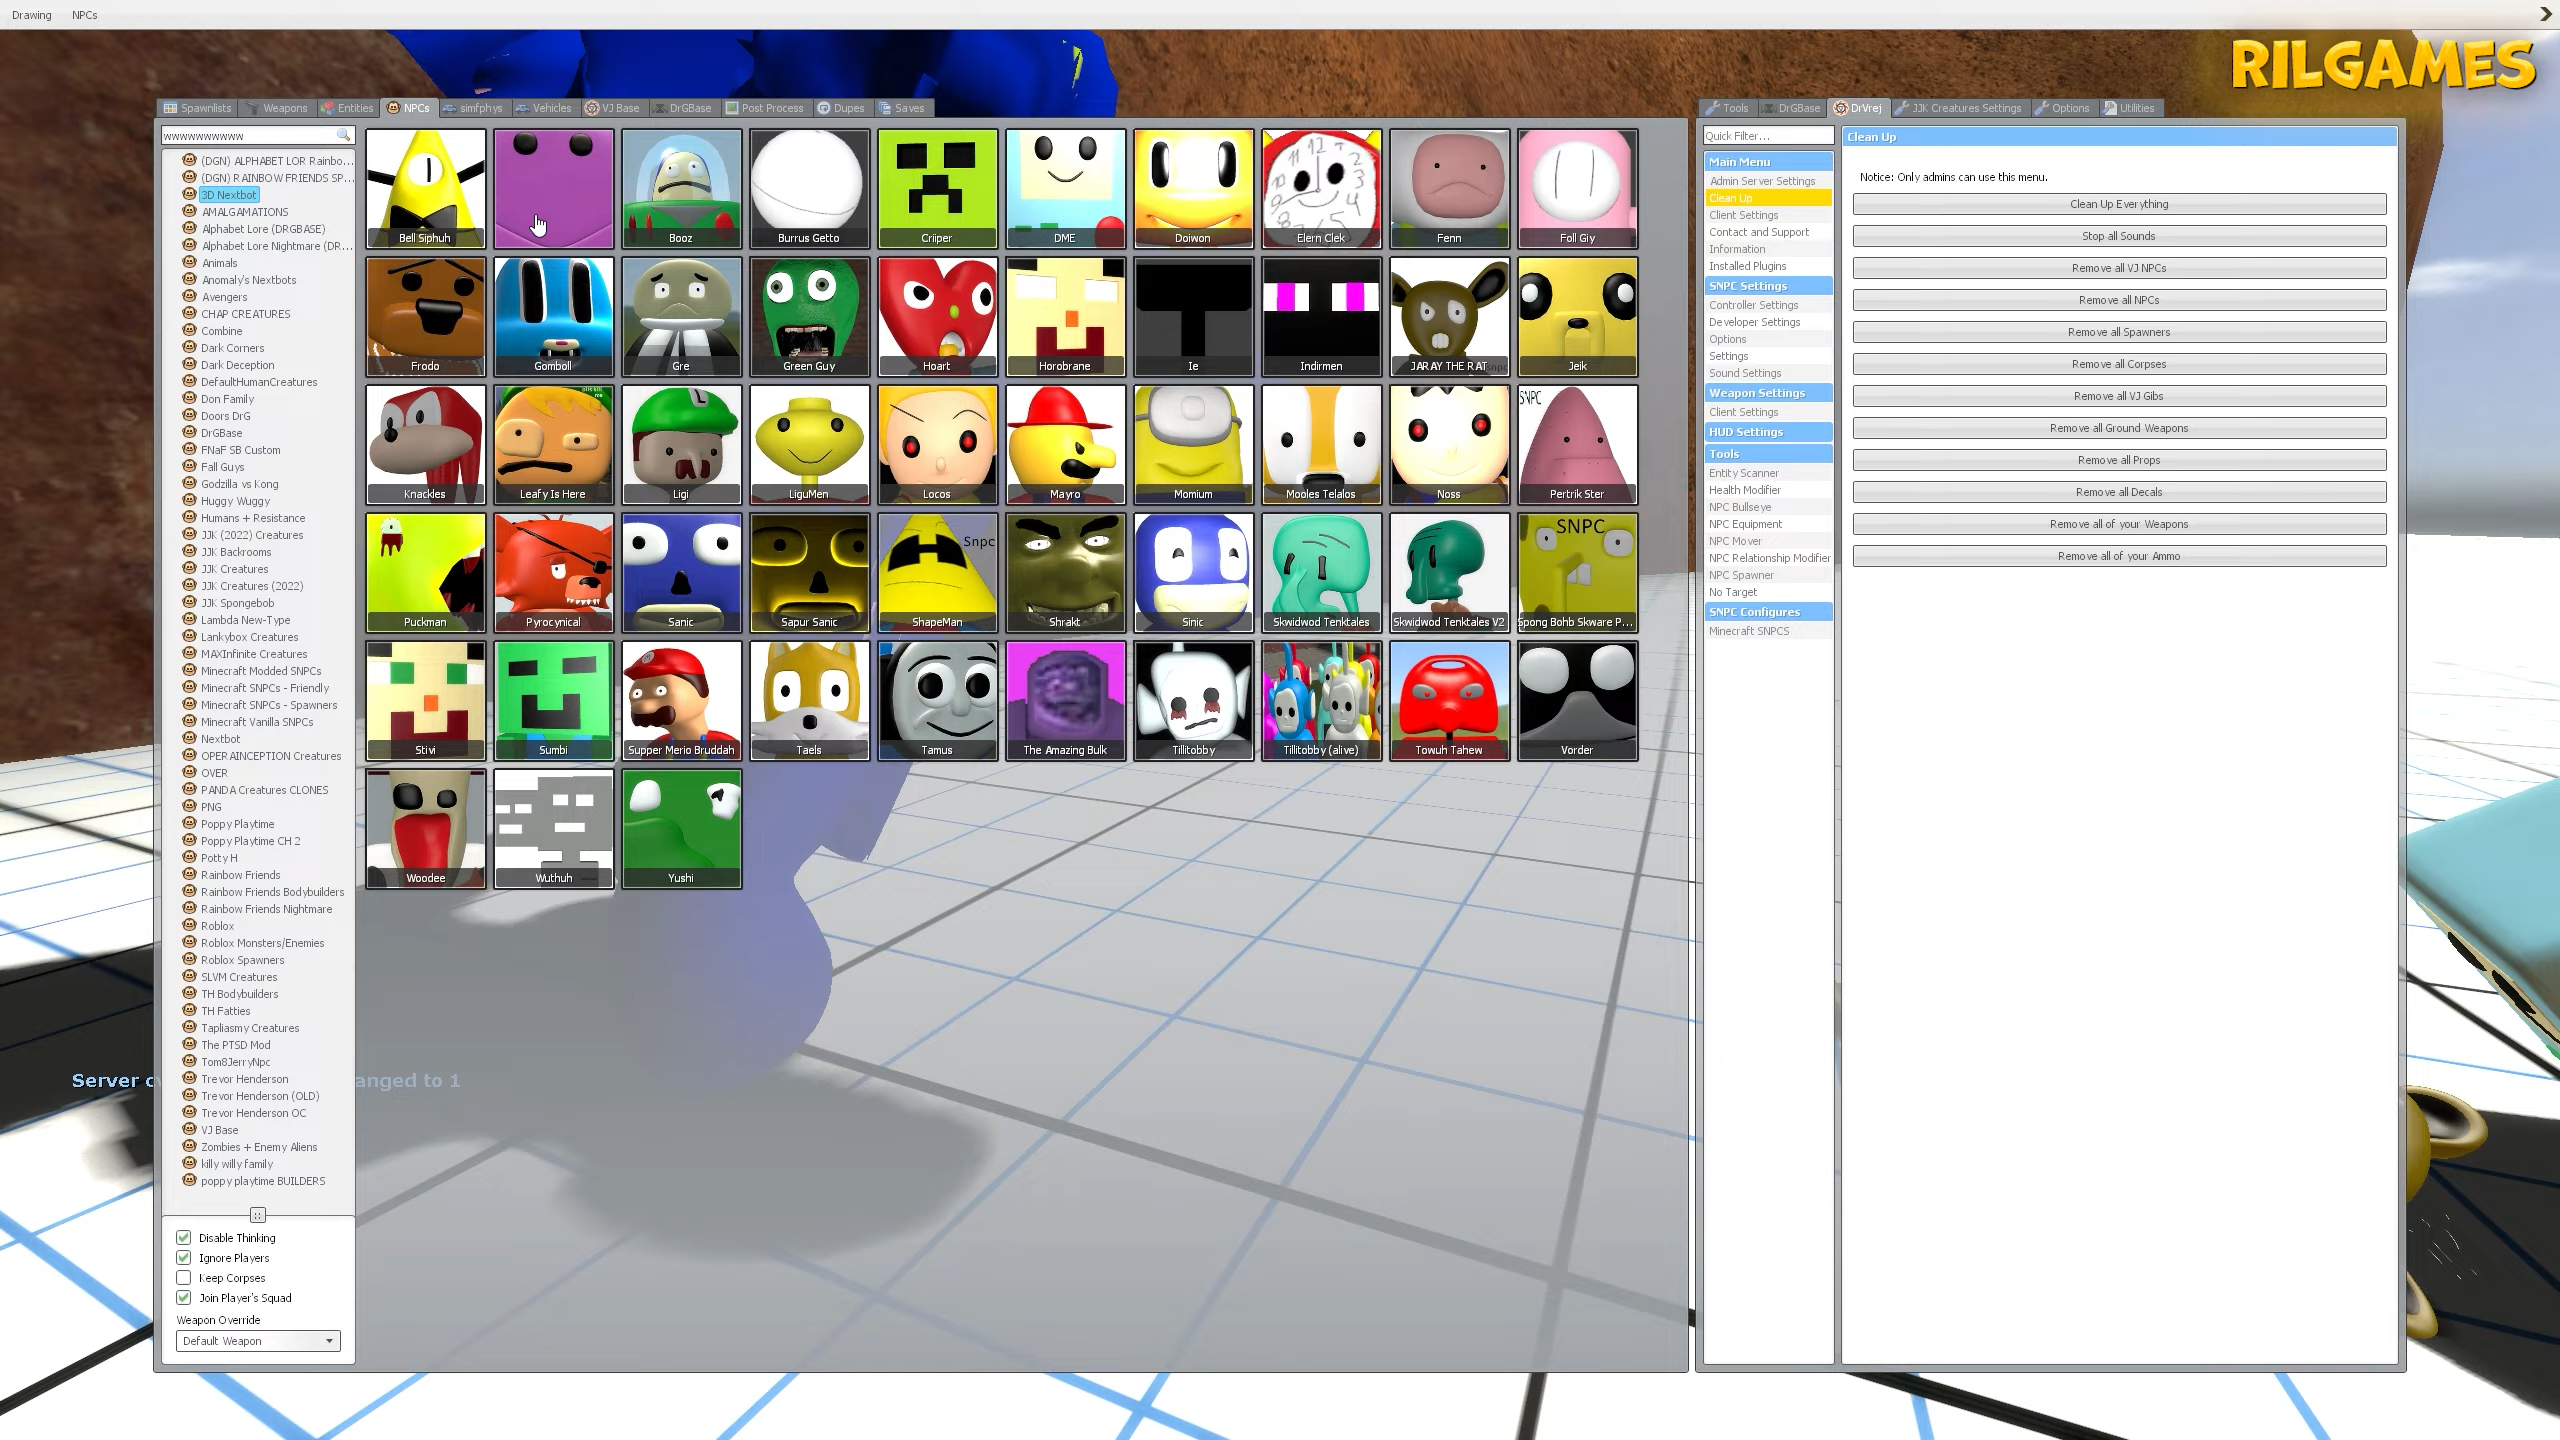 Drawing NPCs
RILGAMES
Spawnlists Weapons Entities NPCs simfphys Vehicles VJ Base DrGBase Post Process Dupes Saves
wwwwwwwwww
(DGN) ALPHABET LOR Rainbo...
(DGN) RAINBOW FRIENDS SP...
3D Nextbot
AMALGAMATIONS
Alphabet Lore (DRGBASE)
Alphabet Lore Nightmare (DR...
Animals
Anomaly's Nextbots
Avengers
CHAP CREATURES
Combine
Dark Corners
Dark Deception
DefaultHumanCreatures
Don Family
Doors DrG
DrGBase
FNaF SB Custom
Fall Guys
Godzilla vs Kong
Huggy Wuggy
Humans + Resistance
JJK (2022) Creatures
JJK Backrooms
JJK Creatures
JJK Creatures (2022)
JJK Spongebob
Lambda New-Type
Lankybox Creatures
MAXInfinite Creatures
Minecraft Modded SNPCs
Minecraft SNPCs - Friendly
Minecraft SNPCs - Spawners
Minecraft Vanilla SNPCs
Nextbot
OPERAINCEPTION Creatures
OVER
PANDA Creatures CLONES
PNG
Poppy Playtime
Poppy Playtime CH 2
Potty H
Rainbow Friends
Rainbow Friends Bodybuilders
Rainbow Friends Nightmare
Roblox
Roblox Monsters/Enemies
Roblox Spawners
SLVM Creatures
TH Bodybuilders
TH Fatties
Tapliasmy Creatures
The PTSD Mod
Tom8JerryNpc
Trevor Henderson
Trevor Henderson (OLD)
Trevor Henderson OC
VJ Base
Zombies + Enemy Aliens
killy willy family
poppy playtime BUILDERS
Disable Thinking
Ignore Players
Keep Corpses
Join Player's Squad
Weapon Override
Default Weapon
Server cv
anged to 1
Bell Siphuh Booz Burrus Getto Criiper DME Doiwon Elern Clek Fenn Foll Giy
Frodo Gomboll Gre Green Guy Hoart Horobrane Ie Indirmen JARAY THE RAT Jeik
SNPC
Knackles Leafy Is Here Ligi LiguMen Locos Mayro Momium Mooles Telalos Noss Pertrik Ster
Snpc SNPC
Puckman Pyrocynical Sanic Sapur Sanic ShapeMan Shrakt Sinic Skwidwod Tenktales Skwidwod Tenktales V2 Spong Bohb Skware P...
Stivi Sumbi Supper Merio Bruddah Taels Tamus The Amazing Bulk Tillitobby Tillitobby (alive) Towuh Tahew Vorder
Woodee Wuthuh Yushi
Tools DrGBase DrVrej JJK Creatures Settings Options Utilities
Quick Filter...
Main Menu
Admin Server Settings
Clean Up
Client Settings
Contact and Support
Information
Installed Plugins
SNPC Settings
Controller Settings
Developer Settings
Options
Settings
Sound Settings
Weapon Settings
Client Settings
HUD Settings
Tools
Entity Scanner
Health Modifier
NPC Bullseye
NPC Equipment
NPC Mover
NPC Relationship Modifier
NPC Spawner
No Target
SNPC Configures
Minecraft SNPCS
Clean Up
Notice: Only admins can use this menu.
Clean Up Everything
Stop all Sounds
Remove all VJ NPCs
Remove all NPCs
Remove all Spawners
Remove all Corpses
Remove all VJ Gibs
Remove all Ground Weapons
Remove all Props
Remove all Decals
Remove all of your Weapons
Remove all of your Ammo